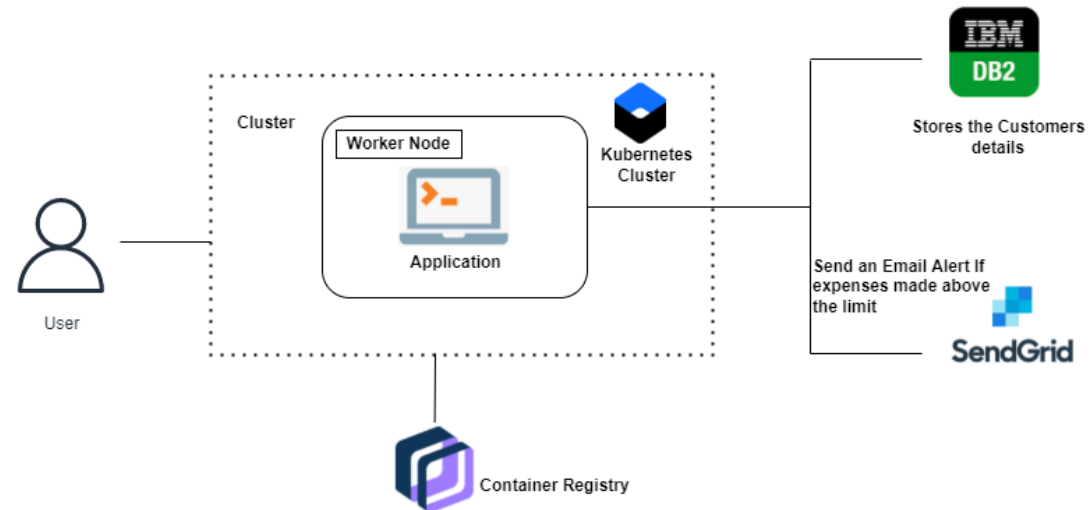 IBM
DB2
Stores the Customers
details
Cluster
Worker Node
Kubernetes
Cluster
Application
User
Send an Email Alert If
expenses made above
the limit
SendGrid
Container Registry